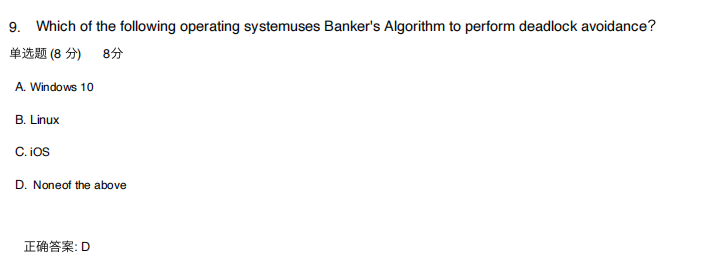 9. Which of the following operating systemuses Banker's Algorithm to perform deadlock avoidance?
单选题 (8 分) 8分
A. Windows 10
B. Linux
C. iOS
D. Noneof the above
正确答案: D